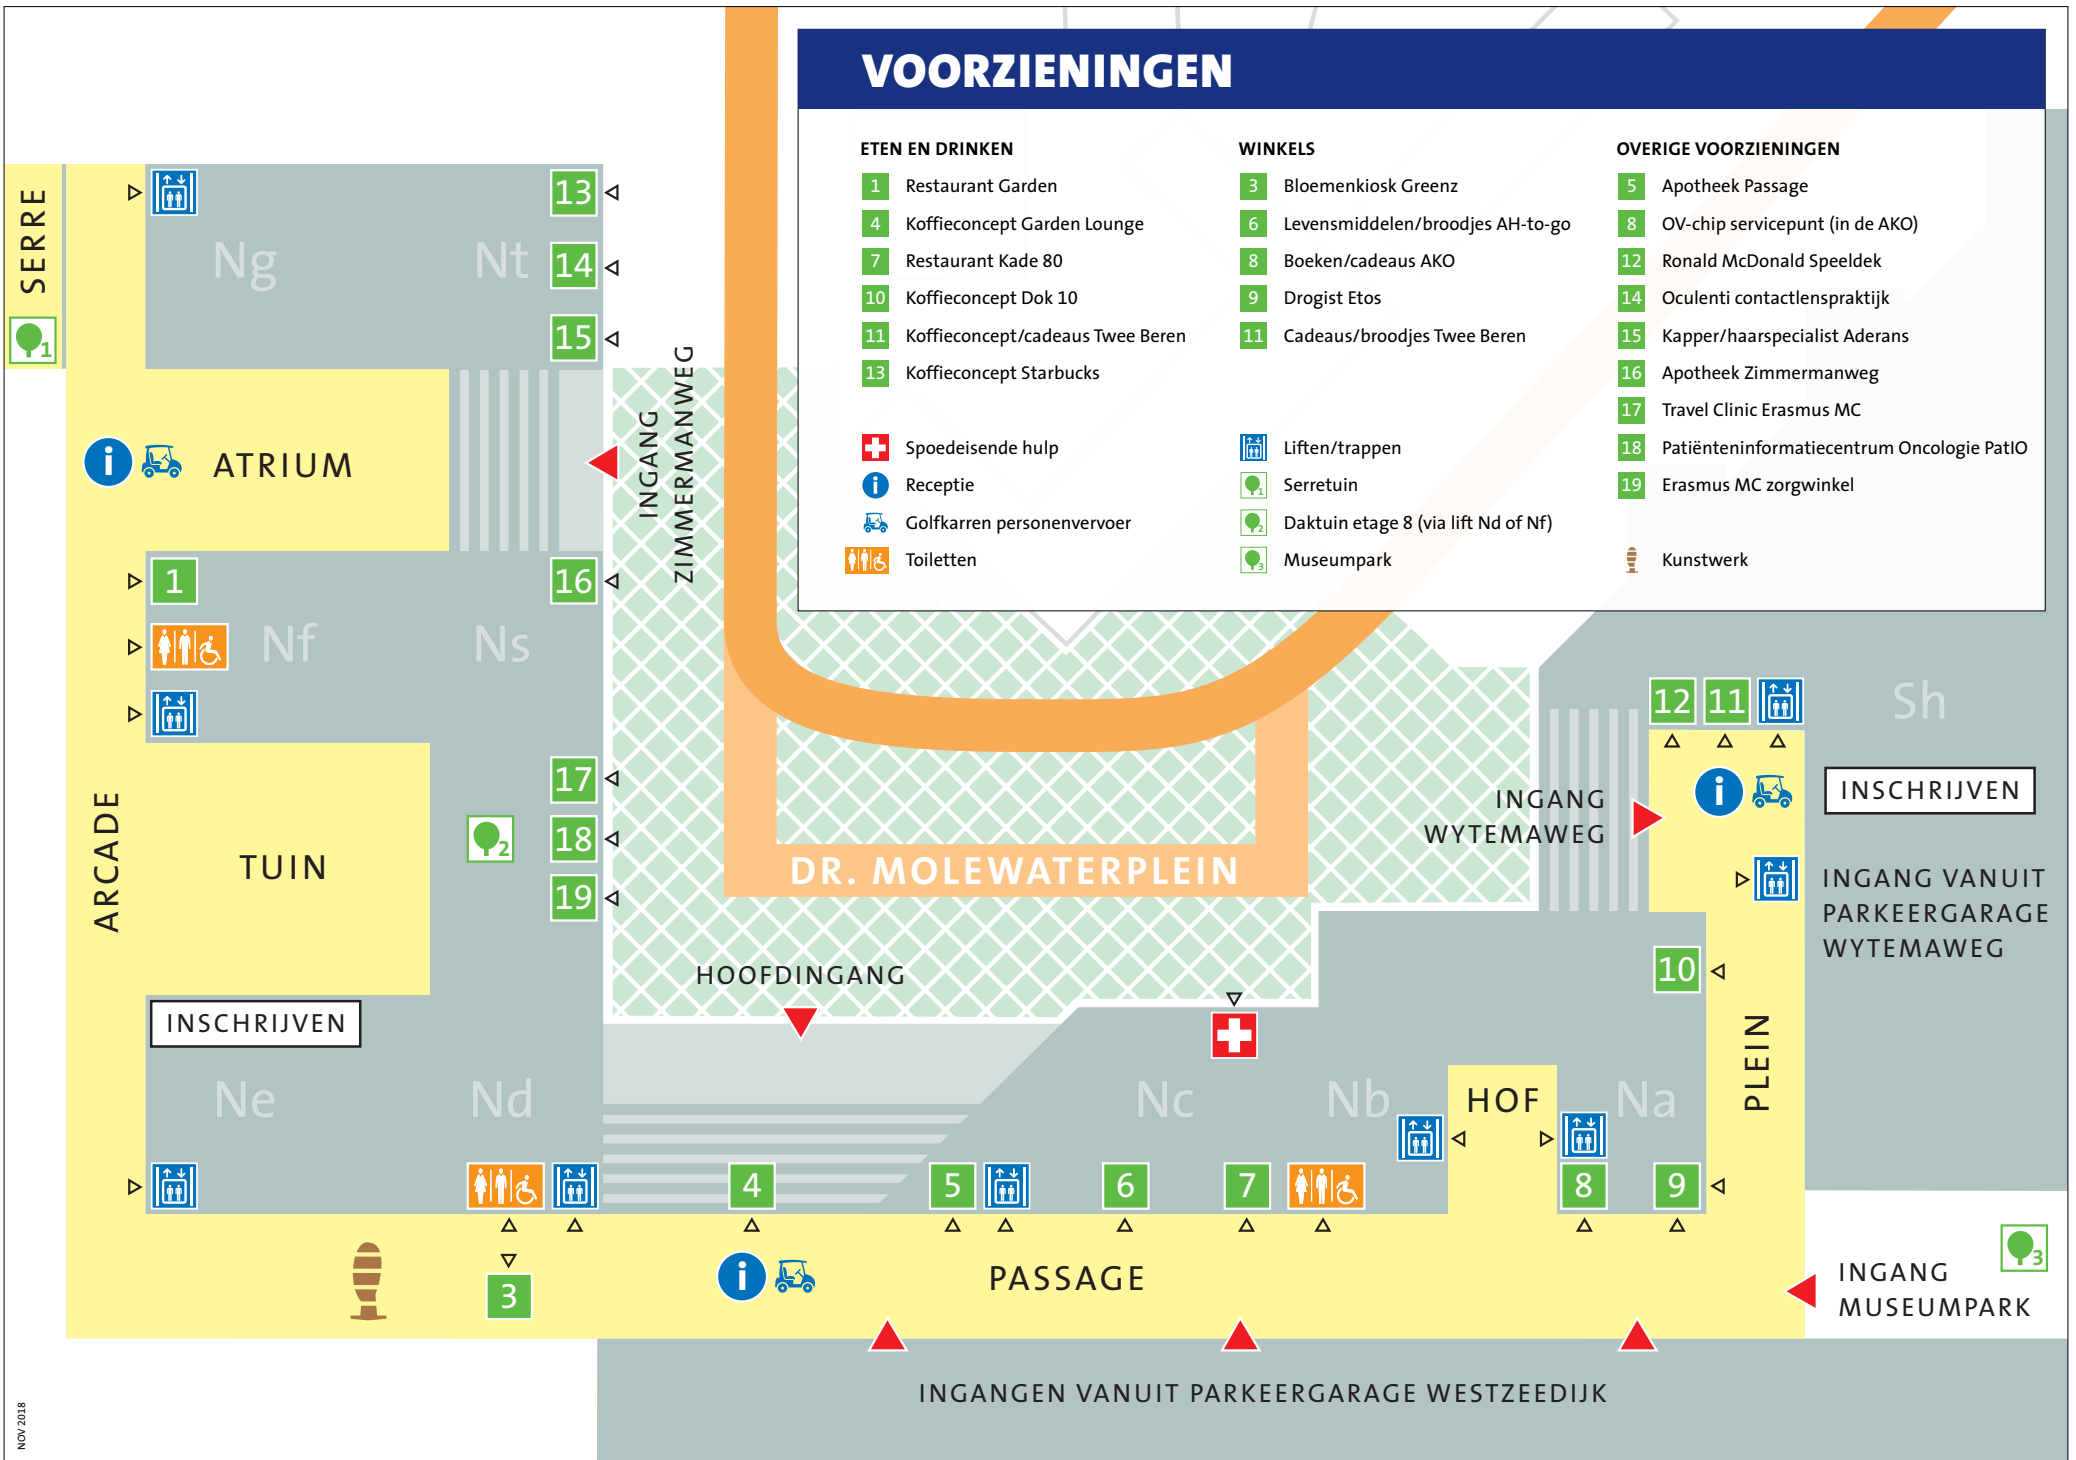 VOORZIENINGEN
ETEN EN DRINKEN
1 Restaurant Garden
4 Koffieconcept Garden Lounge
7 Restaurant Kade 80
10 Koffieconcept Dok 10
11 Koffieconcept/cadeaus Twee Beren
13 Koffieconcept Starbucks
Spoedeisende hulp
i Receptie
Golfkarren personenvervoer
Toiletten
WINKELS
3 Bloemenkiosk Greenz
6 Levensmiddelen/broodjes AH-to-go
8 Boeken/cadeaus AKO
9 Drogist Etos
11 Cadeaus/broodjes Twee Beren
Liften/trappen
1 Serretuin
2 Daktuin etage 8 (via lift Nd of Nf)
3 Museumpark
OVERIGE VOORZIENINGEN
5 Apotheek Passage
8 OV-chip servicepunt (in de AKO)
12 Ronald McDonald Speeldek
14 Oculenti contactlenspraktijk
15 Kapper/haarspecialist Aderans
16 Apotheek Zimmermanweg
17 Travel Clinic Erasmus MC
18 Patiënteninformatiecentrum Oncologie PatIO
19 Erasmus MC zorgwinkel
Kunstwerk
SERRE
1
Ng
Nt
13
14
15
INGANG
ZIMMERMANWEG
i
ATRIUM
1
16
Nf
Ns
ARCADE
TUIN
2
17
18
19
DR. MOLEWATERPLEIN
HOOFDINGANG
INSCHRIJVEN
Ne
Nd
Nc
Nb
HOF
Na
12
11
Sh
i
INSCHRIJVEN
INGANG
WYTEMAWEG
INGANG VANUIT
PARKEERGARAGE
WYTEMAWEG
10
PLEIN
4
5
6
7
8
9
3
i
PASSAGE
3
INGANG
MUSEUMPARK
INGANGEN VANUIT PARKEERGARAGE WESTZEEDIJK
NOV 2018